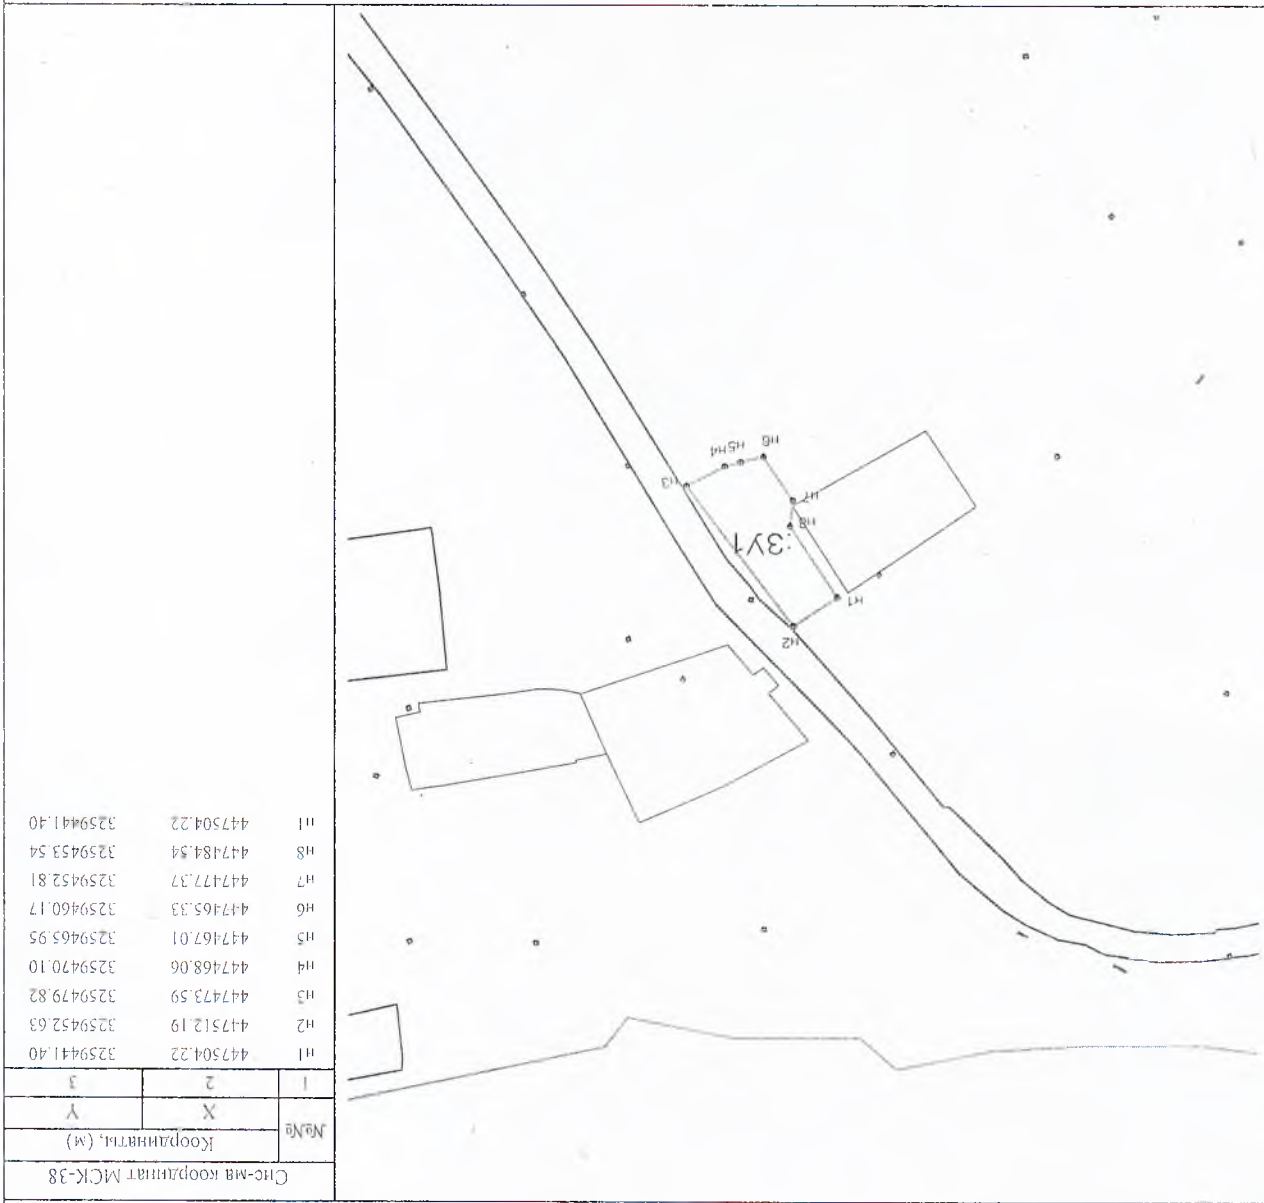 Сис-ма координат МСК-38
№№ Координаты, (м)
X Y
1 2 3
н1 447504.22 3259441.40
н2 447512.19 3259452.63
н3 447473.59 3259479.82
н4 447468.06 3259470.10
н5 447467.01 3259465.95
н6 447465.33 3259460.17
н7 447477.37 3259452.81
н8 447484.54 3259453.54
н1 447504.22 3259441.40
н2
н1
:ЗУ1
н8
н7
н3
н6
н5н4